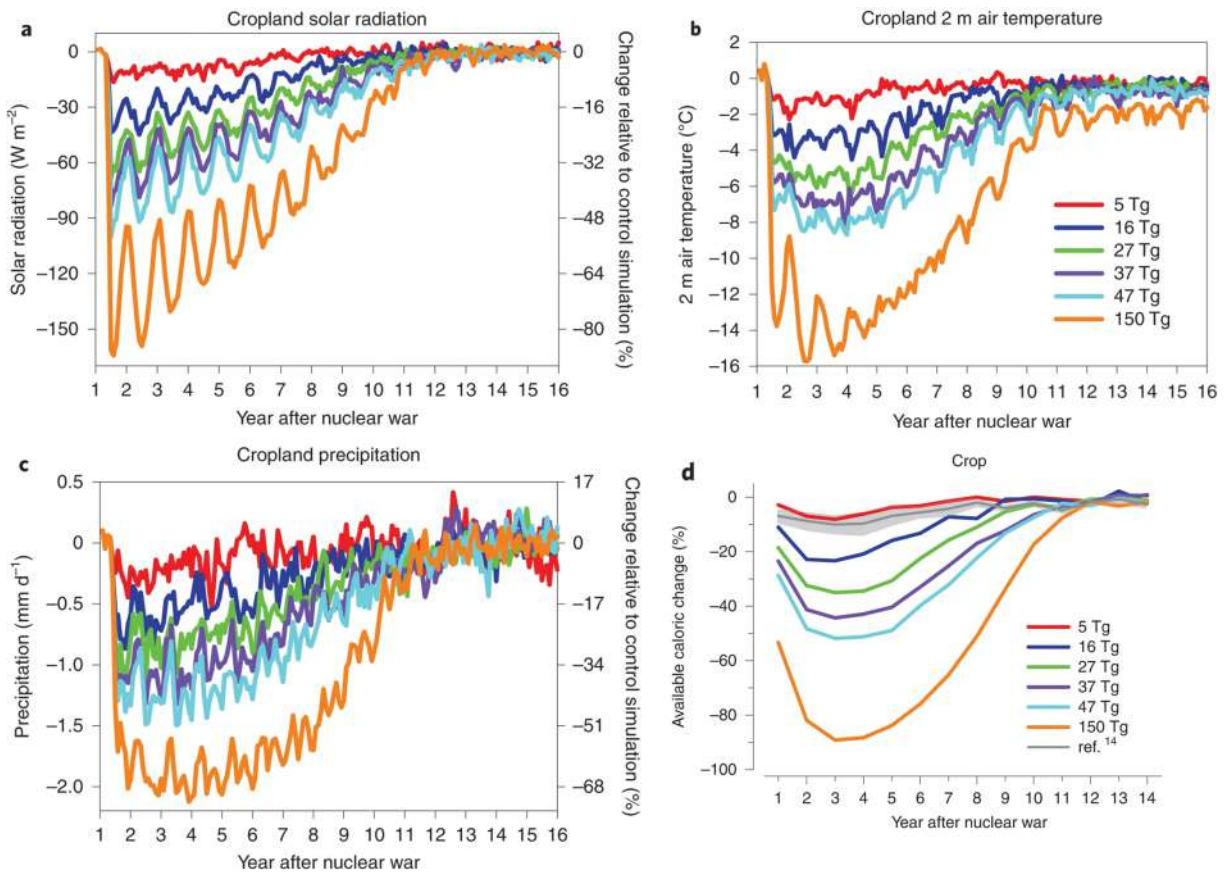 a
Cropland solar radiation
0
−30
−60
−90
−120
−150
Solar radiation (W m−2)
0
−16
−32
−48
−64
−80
Change relative to control simulation (%)
1 2 3 4 5 6 7 8 9 10 11 12 13 14 15 16
Year after nuclear war
b
Cropland 2 m air temperature
2
0
−2
−4
−6
−8
−10
−12
−14
−16
2 m air temperature (°C)
5 Tg
16 Tg
27 Tg
37 Tg
47 Tg
150 Tg
1 2 3 4 5 6 7 8 9 10 11 12 13 14 15 16
Year after nuclear war
c
Cropland precipitation
0.5
0
−0.5
−1.0
−1.5
−2.0
Precipitation (mm d−1)
17
0
−17
−34
−51
−68
Change relative to control simulation (%)
1 2 3 4 5 6 7 8 9 10 11 12 13 14 15 16
Year after nuclear war
d
Crop
0
−20
−40
−60
−80
−100
Available caloric change (%)
5 Tg
16 Tg
27 Tg
37 Tg
47 Tg
150 Tg
ref. 14
1 2 3 4 5 6 7 8 9 10 11 12 13 14
Year after nuclear war